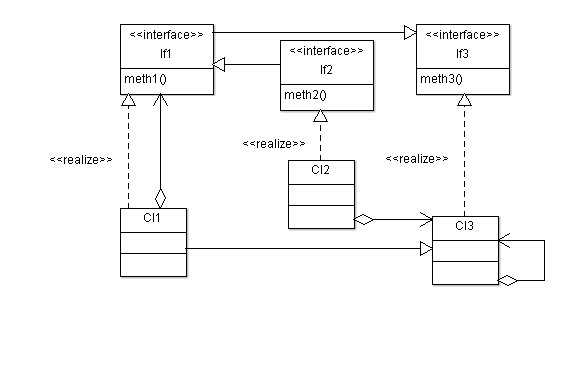 <<interface>>
If1
meth1()
<<interface>>
If2
meth2()
<<interface>>
If3
meth3()
<<realize>>
<<realize>>
<<realize>>
Cl1
Cl2
Cl3